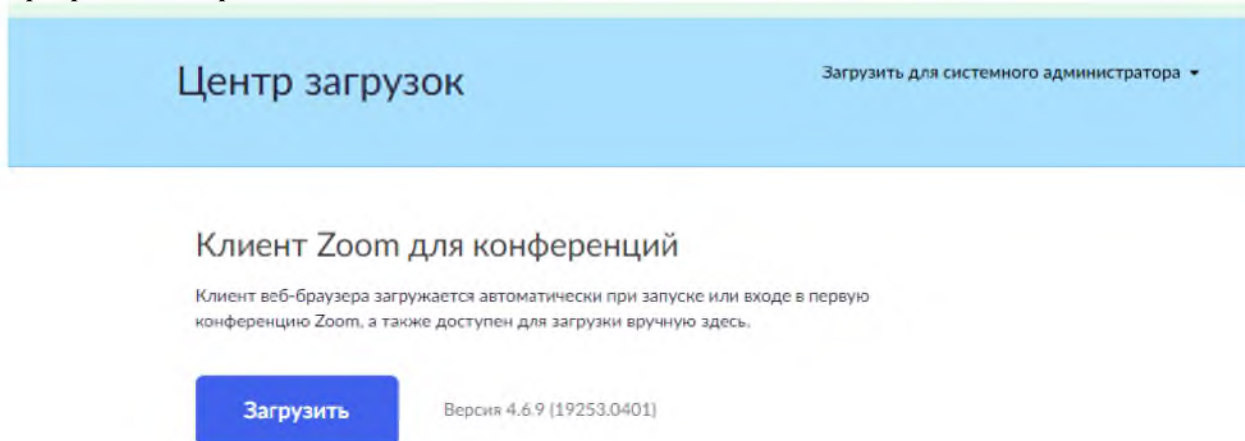 Центр загрузок
Загрузить для системного администратора
Клиент Zoom для конференций
Клиент веб-браузера загружается автоматически при запуске или входе в первую
конференцию Zoom, а также доступен для загрузки вручную здесь.
Загрузить
Версия 4.6.9 (19253.0401)